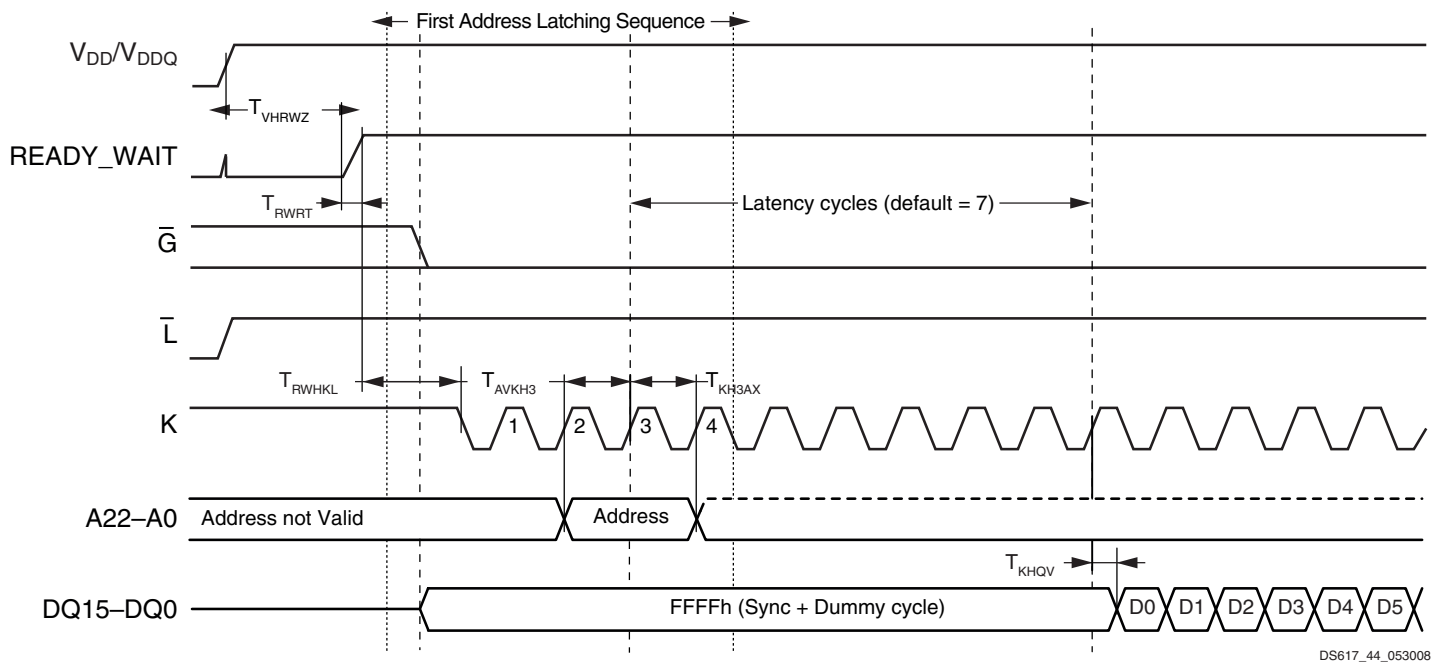 First Address Latching Sequence
VDD/VDDQ
TVHRWZ
READY_WAIT
TRWRT
Latency cycles (default = 7)
G
L
TRWHKL
TAVKH3
TKH3AX
K
1 2 3 4
A22–A0
Address not Valid
Address
TKHQV
DQ15–DQ0
FFFFh (Sync + Dummy cycle)
D0 D1 D2 D3 D4 D5
DS617_44_053008